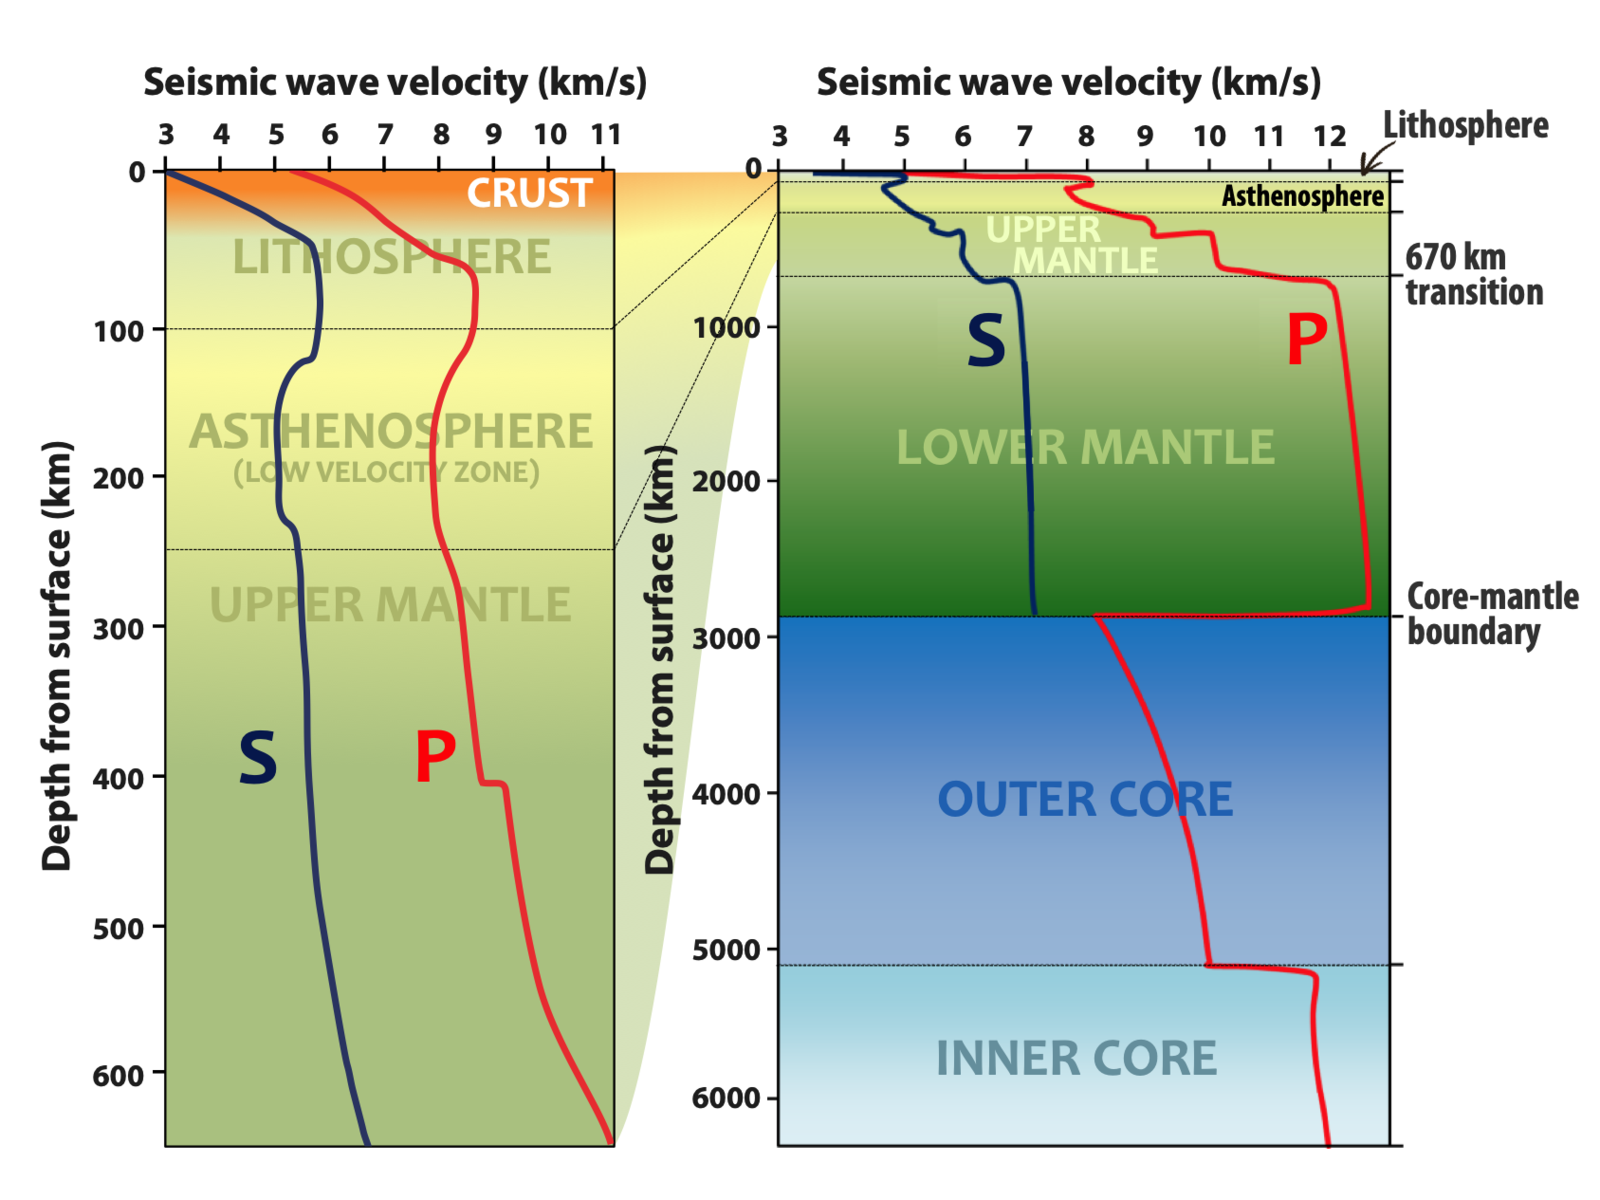 Seismic wave velocity (km/s)
3 4 5 6 7 8 9 10 11
0
100
200
300
400
500
600
Depth from surface (km)
CRUST
LITHOSPHERE
ASTHENOSPHERE
(LOW VELOCITY ZONE)
UPPER MANTLE
S P
Seismic wave velocity (km/s)
3 4 5 6 7 8 9 10 11 12
0
1000
2000
3000
4000
5000
6000
Depth from surface (km)
Lithosphere
Asthenosphere
UPPER
MANTLE
670 km
transition
S P
LOWER MANTLE
Core-mantle
boundary
OUTER CORE
INNER CORE